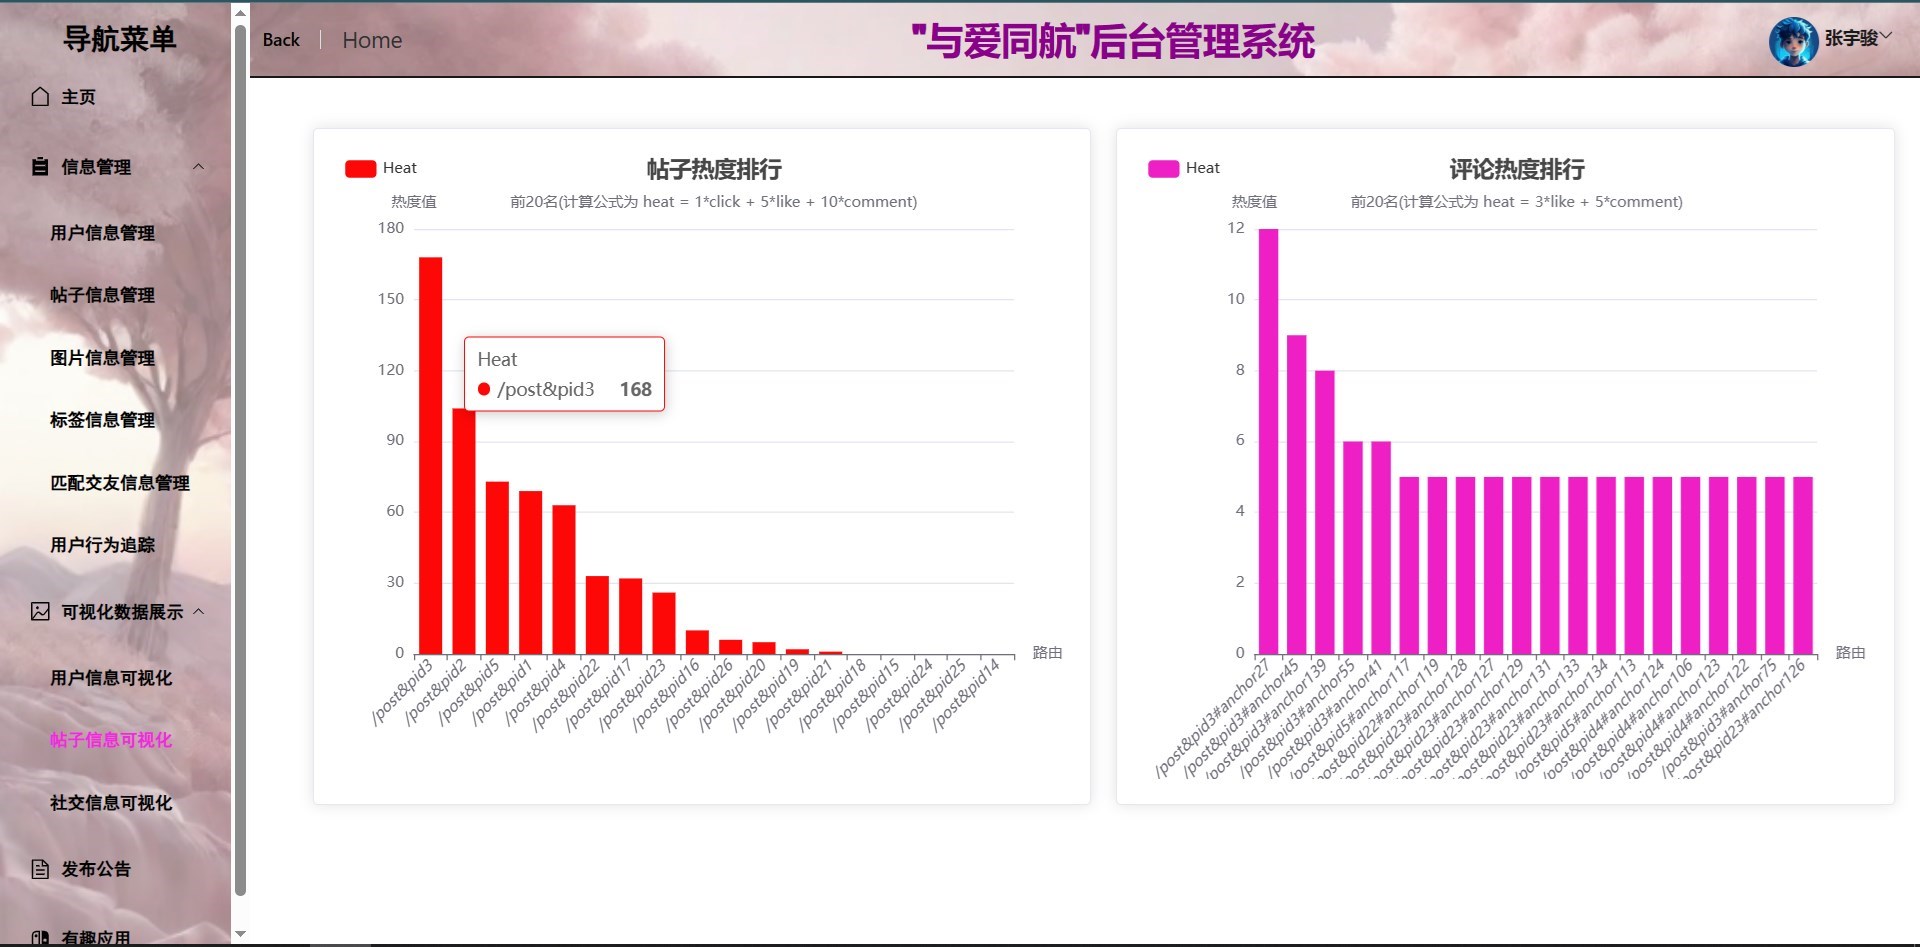 导航菜单
主页
信息管理
用户信息管理
帖子信息管理
图片信息管理
标签信息管理
匹配交友信息管理
用户行为追踪
可视化数据展示
用户信息可视化
帖子信息可视化
社交信息可视化
发布公告
有趣应用
Back
Home
"与爱同航"后台管理系统
张宇骏
Heat
帖子热度排行
热度值
前20名(计算公式为 heat = 1*click + 5*like + 10*comment)
180
150
120
90
60
30
0
Heat
/post&pid3 168
路由
/post&pid3
/post&pid2
/post&pid5
/post&pid1
/post&pid4
/post&pid22
/post&pid17
/post&pid23
/post&pid16
/post&pid26
/post&pid20
/post&pid19
/post&pid21
/post&pid18
/post&pid15
/post&pid24
/post&pid25
/post&pid14
Heat
评论热度排行
热度值
前20名(计算公式为 heat = 3*like + 5*comment)
12
10
8
6
4
2
0
路由
/post&pid3#anchor27
/post&pid3#anchor45
/post&pid3#anchor139
/post&pid3#anchor55
/post&pid3#anchor41
/post&pid5#anchor117
post&pid22#anchor119
post&pid23#anchor128
post&pid23#anchor127
post&pid23#anchor129
post&pid23#anchor131
post&pid23#anchor133
post&pid23#anchor134
/post&pid5#anchor113
/post&pid4#anchor124
/post&pid4#anchor106
/post&pid4#anchor123
/post&pid4#anchor122
/post&pid3#anchor75
post&pid23#anchor126